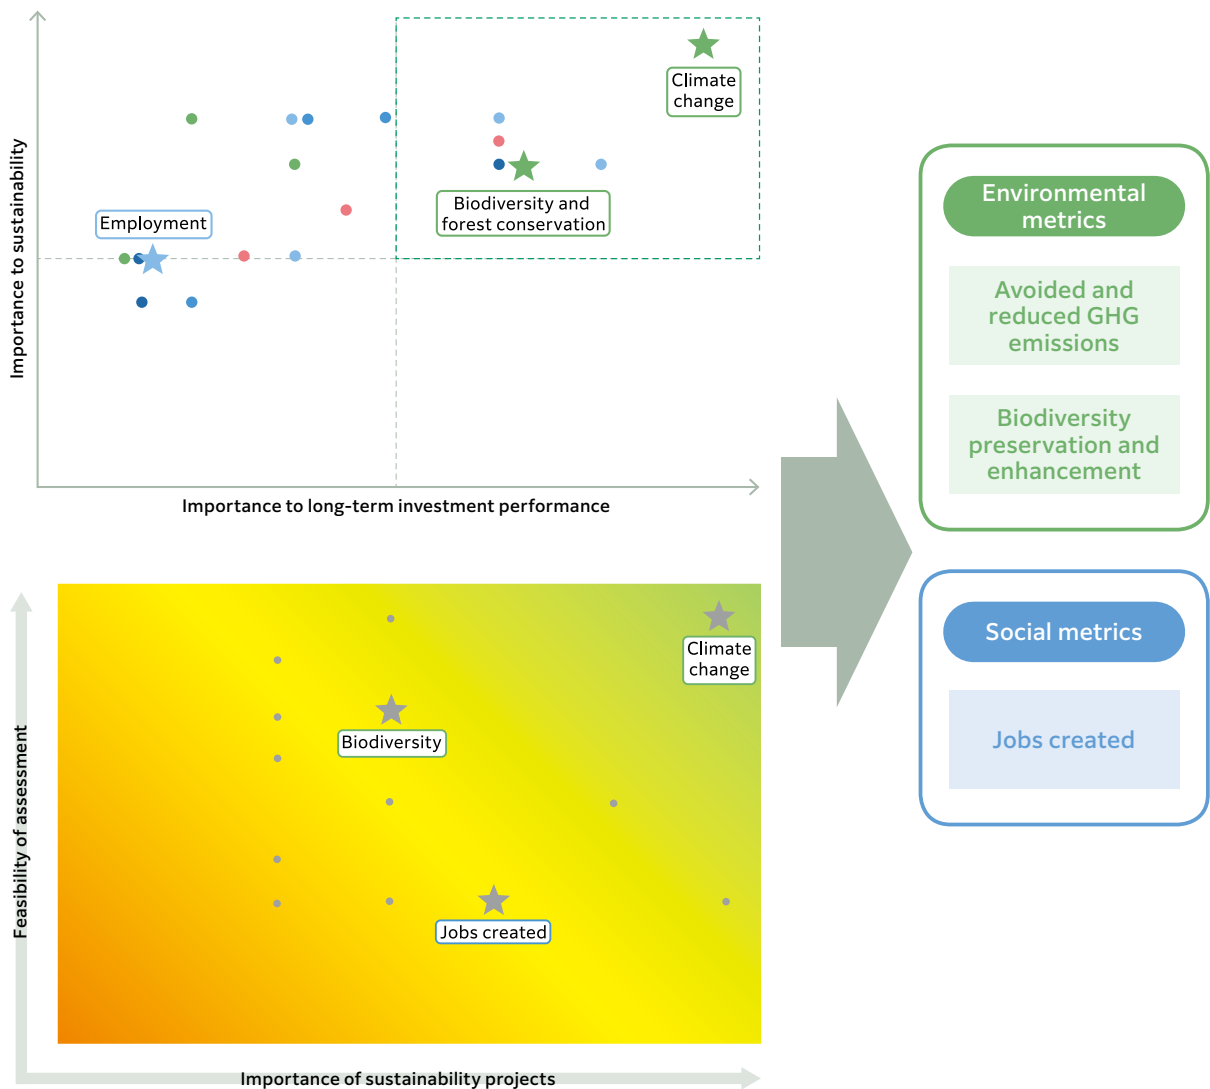 Importance to sustainability
Climate
change
Biodiversity and
forest conservation
Employment
Importance to long-term investment performance
Feasibility of assessment
Climate
change
Biodiversity
Jobs created
Importance of sustainability projects
Environmental
metrics
Avoided and
reduced GHG
emissions
Biodiversity
preservation and
enhancement
Social metrics
Jobs created